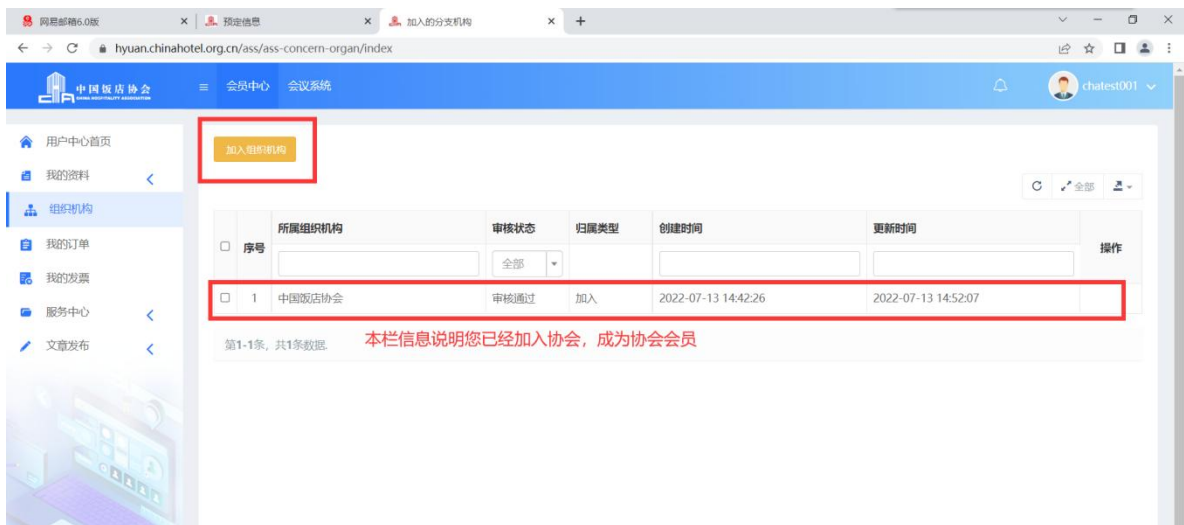 网易邮箱6.0版
预定信息
加入的分支机构
hyuan.chinahotel.org.cn/ass/ass-concern-organ/index
中国饭店协会
CHINA HOSPITALITY ASSOCIATION
会员中心 会议系统
chatest001
用户中心首页
我的资料
组织机构
我的订单
我的发票
服务中心
文章发布
加入组织机构
全部
序号 所属组织机构 审核状态 归属类型 创建时间 更新时间 操作
全部
1 中国饭店协会 审核通过 加入 2022-07-13 14:42:26 2022-07-13 14:52:07
第1-1条, 共1条数据.
本栏信息说明您已经加入协会，成为协会会员